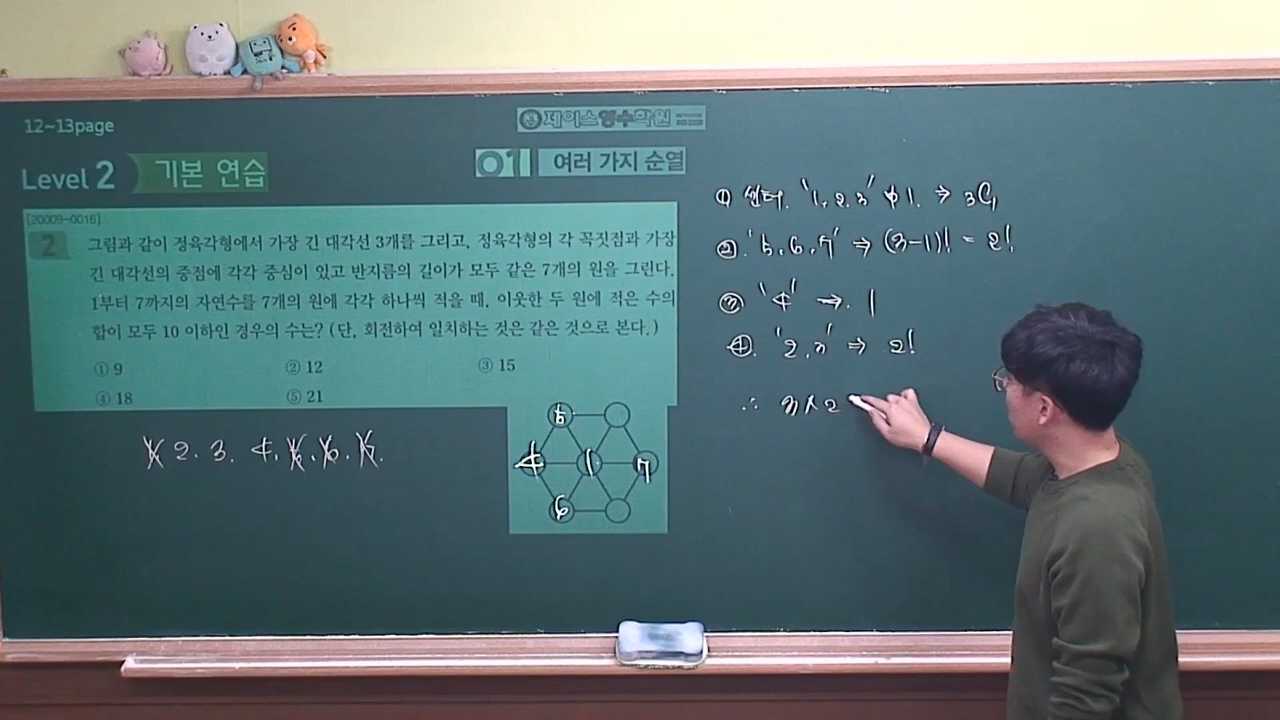 12~13page
제이스영수학원
Level 2 기본 연습
01 여러 가지 순열
[20009-0016]
2 그림과 같이 정육각형에서 가장 긴 대각선 3개를 그리고, 정육각형의 각 꼭짓점과 가장
긴 대각선의 중점에 각각 중심이 있고 반지름의 길이가 모두 같은 7개의 원을 그린다.
1부터 7까지의 자연수를 7개의 원에 각각 하나씩 적을 때, 이웃한 두 원에 적은 수의
합이 모두 10 이하인 경우의 수는? (단, 회전하여 일치하는 것은 같은 것으로 본다.)
① 9 ② 12 ③ 15
④ 18 ⑤ 21
1 2. 3. 4. 5. 6. 7.
5
4 1 7
6
① 센터. "1, 2, 3" 中 1. ⇒ 3C1
② "5, 6, 7" ⇒ (3-1)! = 2!
③ "4" → 1
④. "2, 3" ⇒ 2!
∴ 3×2